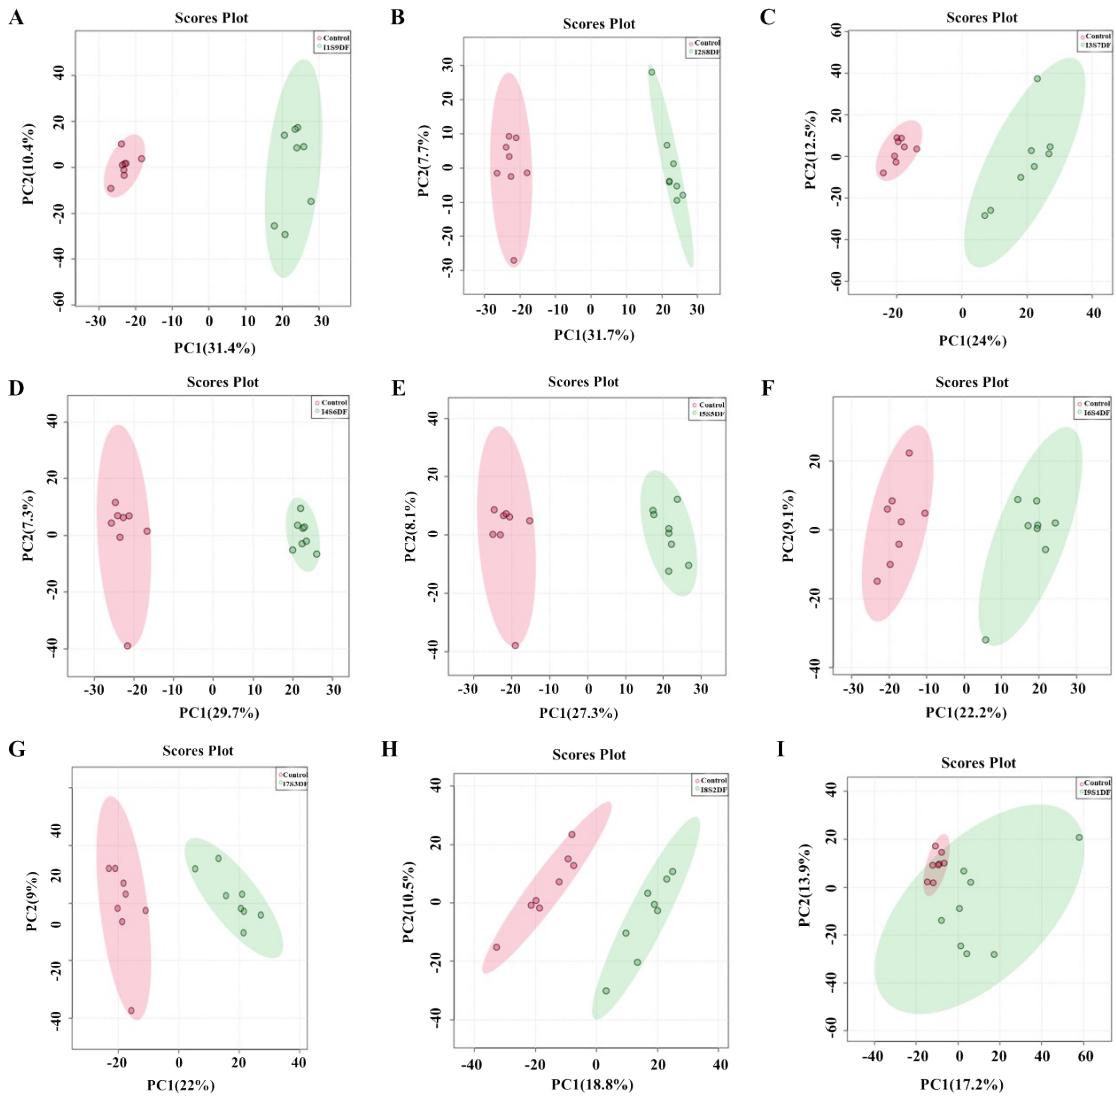 A
Scores Plot
Control
I1S9DF
PC2(10.4%)
40
20
0
-20
-40
-60
-30 -20 -10 0 10 20 30
PC1(31.4%)
B
Scores Plot
Control
I2S8DF
PC2(7.7%)
30
20
10
0
-10
-20
-30
-30 -20 -10 0 10 20 30
PC1(31.7%)
C
Scores Plot
Control
I3S7DF
PC2(12.5%)
60
40
20
0
-20
-40
-60
-20 0 20 40
PC1(24%)
D
Scores Plot
Control
I4S6DF
PC2(7.3%)
40
20
0
-20
-40
-30 -20 -10 0 10 20 30
PC1(29.7%)
E
Scores Plot
Control
I5S5DF
PC2(8.1%)
40
20
0
-20
-40
-30 -20 -10 0 10 20 30
PC1(27.3%)
F
Scores Plot
Control
I6S4DF
PC2(9.1%)
20
0
-20
-40
-30 -20 -10 0 10 20 30
PC1(22.2%)
G
Scores Plot
Control
I7S3DF
PC2(9%)
40
20
0
-20
-40
-20 0 20 40
PC1(22%)
H
Scores Plot
Control
I8S2DF
PC2(10.5%)
40
20
0
-20
-40
-40 -20 0 20 40
PC1(18.8%)
I
Scores Plot
Control
I9S1DF
PC2(13.9%)
40
20
0
-20
-40
-60
-40 -20 0 20 40 60
PC1(17.2%)